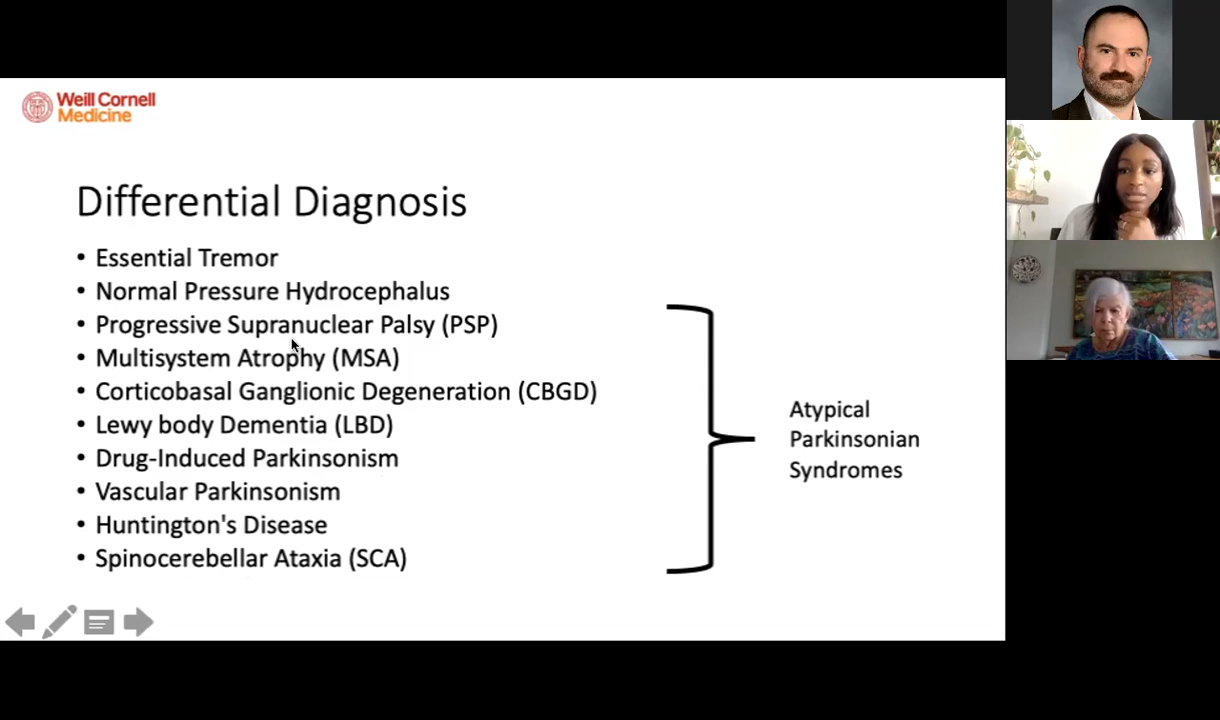 Weill Cornell
Medicine
Differential Diagnosis
• Essential Tremor
• Normal Pressure Hydrocephalus
• Progressive Supranuclear Palsy (PSP)
• Multisystem Atrophy (MSA)
• Corticobasal Ganglionic Degeneration (CBGD)
• Lewy body Dementia (LBD)
• Drug-Induced Parkinsonism
• Vascular Parkinsonism
• Huntington's Disease
• Spinocerebellar Ataxia (SCA)
Atypical
Parkinsonian
Syndromes